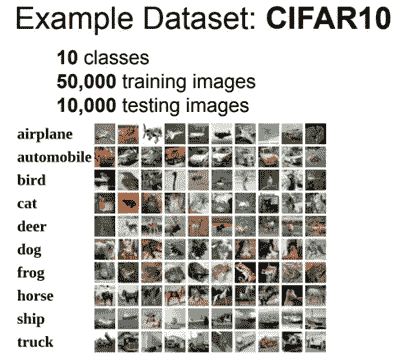 Example Dataset: CIFAR10
10 classes
50,000 training images
10,000 testing images
airplane
automobile
bird
cat
deer
dog
frog
horse
ship
truck